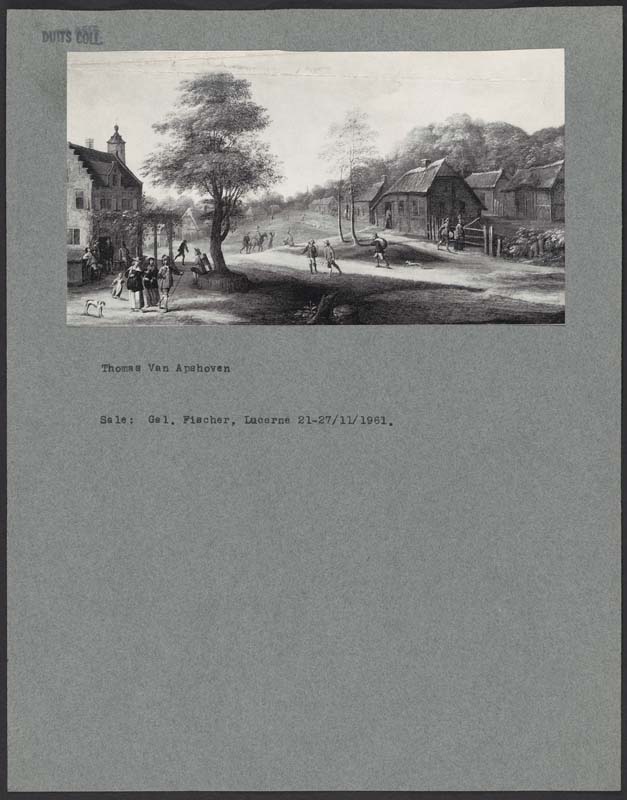 DUITS COLL.
Thomas Van Apshoven
Sale: Gal. Fischer, Lucerne 21-27/11/1961.